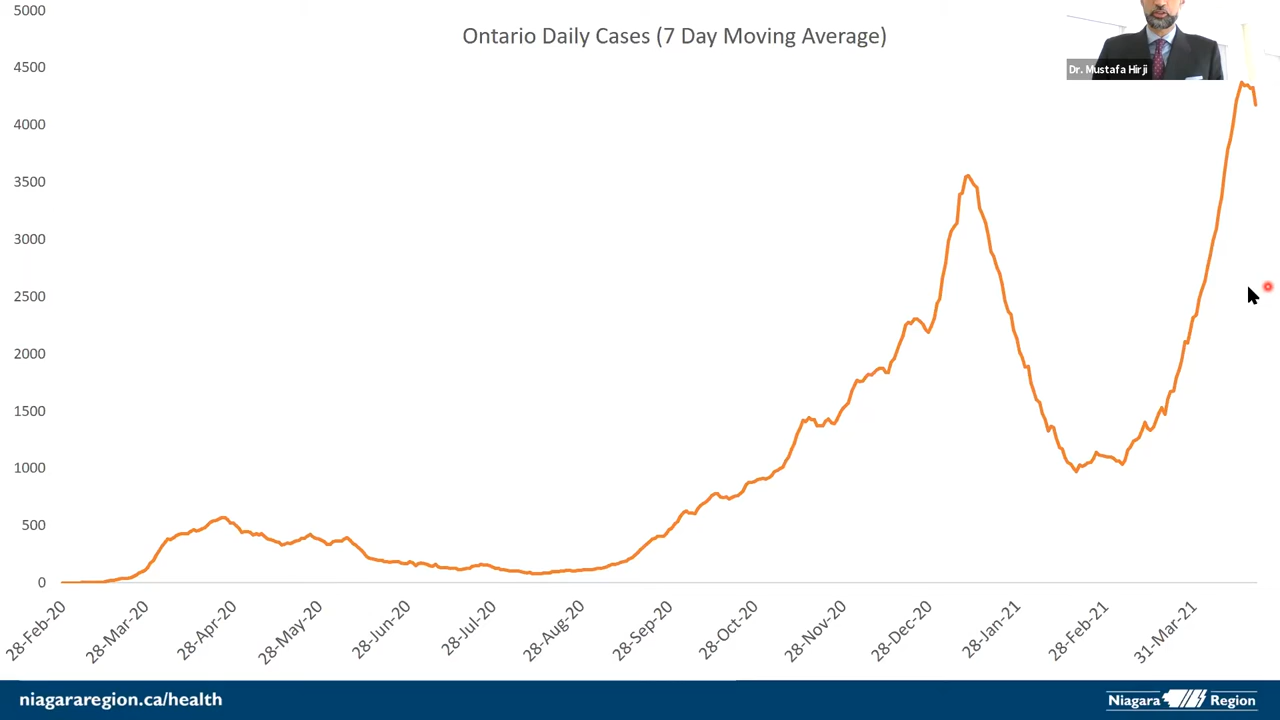 Ontario Daily Cases (7 Day Moving Average)
Dr. Mustafa Hirji
5000
4500
4000
3500
3000
2500
2000
1500
1000
500
0
28-Feb-20
28-Mar-20
28-Apr-20
28-May-20
28-Jun-20
28-Jul-20
28-Aug-20
28-Sep-20
28-Oct-20
28-Nov-20
28-Dec-20
28-Jan-21
28-Feb-21
31-Mar-21
niagararegion.ca/health
Niagara Region